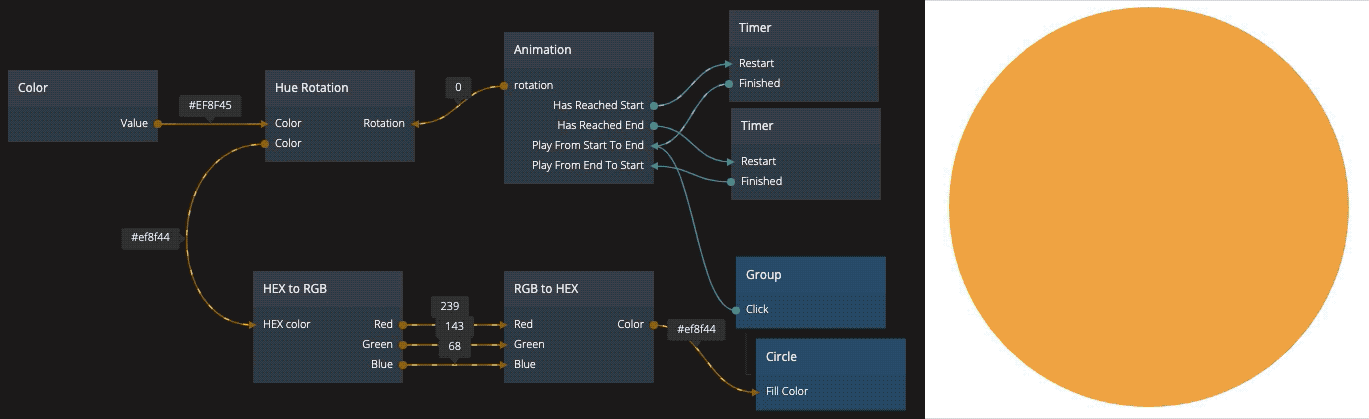 Color
Value
#EF8F45
Hue Rotation
Color
Rotation
Color
0
Animation
rotation
Has Reached Start
Has Reached End
Play From Start To End
Play From End To Start
Timer
Restart
Finished
Timer
Restart
Finished
#ef8f44
HEX to RGB
HEX color
Red
Green
Blue
239
143
68
RGB to HEX
Red
Color
Green
Blue
#ef8f44
Group
Click
Circle
Fill Color